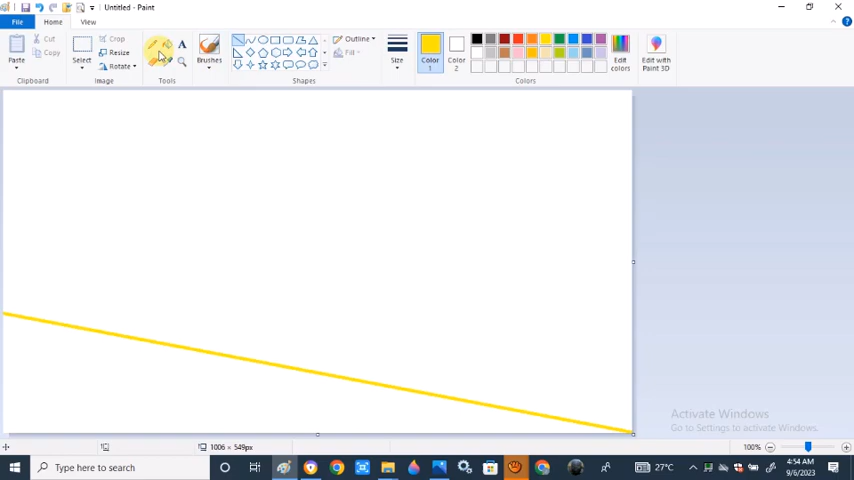 Untitled - Paint
File
Home
View
Paste
Cut
Copy
Clipboard
Select
Crop
Resize
Rotate
Image
A
Tools
Brushes
Shapes
Outline
Fill
Size
Color
1
Color
2
Colors
Edit
colors
Edit with
Paint 3D
Activate Windows
Go to Settings to activate Windows.
1006 × 549px
100%
Type here to search
27°C
4:54 AM
9/6/2023